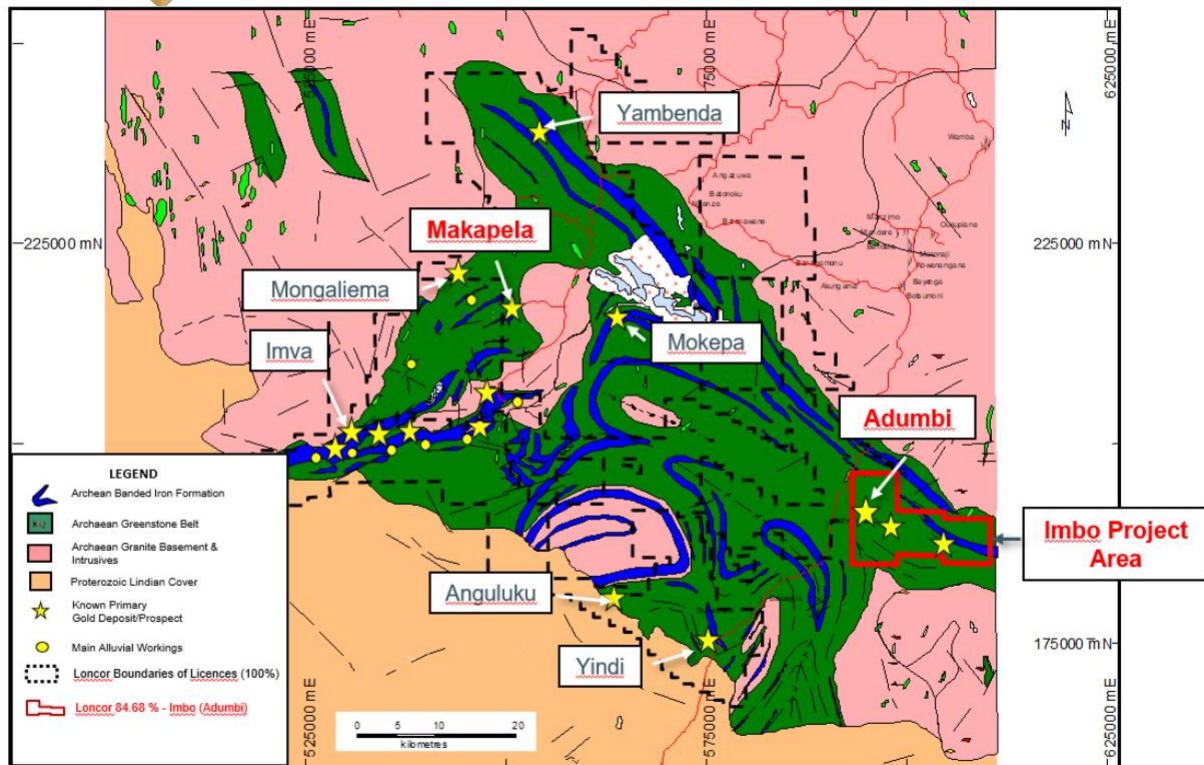 525000 mE
575000 mE
625000 mE
Yambenda
N
Wamba
Angazuwa
Batonoku
Makapela
225000 mN
225000 mN
Mongaliema
Imva
Mokepa
Adumbi
Imbo Project
Area
Anguluku
Yindi
175000 mN
LEGEND
Archean Banded Iron Formation
Archaean Greenstone Belt
Archaean Granite Basement &
Intrusives
Proterozoic Lindian Cover
Known Primary
Gold Deposit/Prospect
Main Alluvial Workings
Loncor Boundaries of Licences (100%)
Loncor 84.68 % - Imbo (Adumbi)
0 5 10 20
kilometres
525000 mE
575000 mE
625000 mE